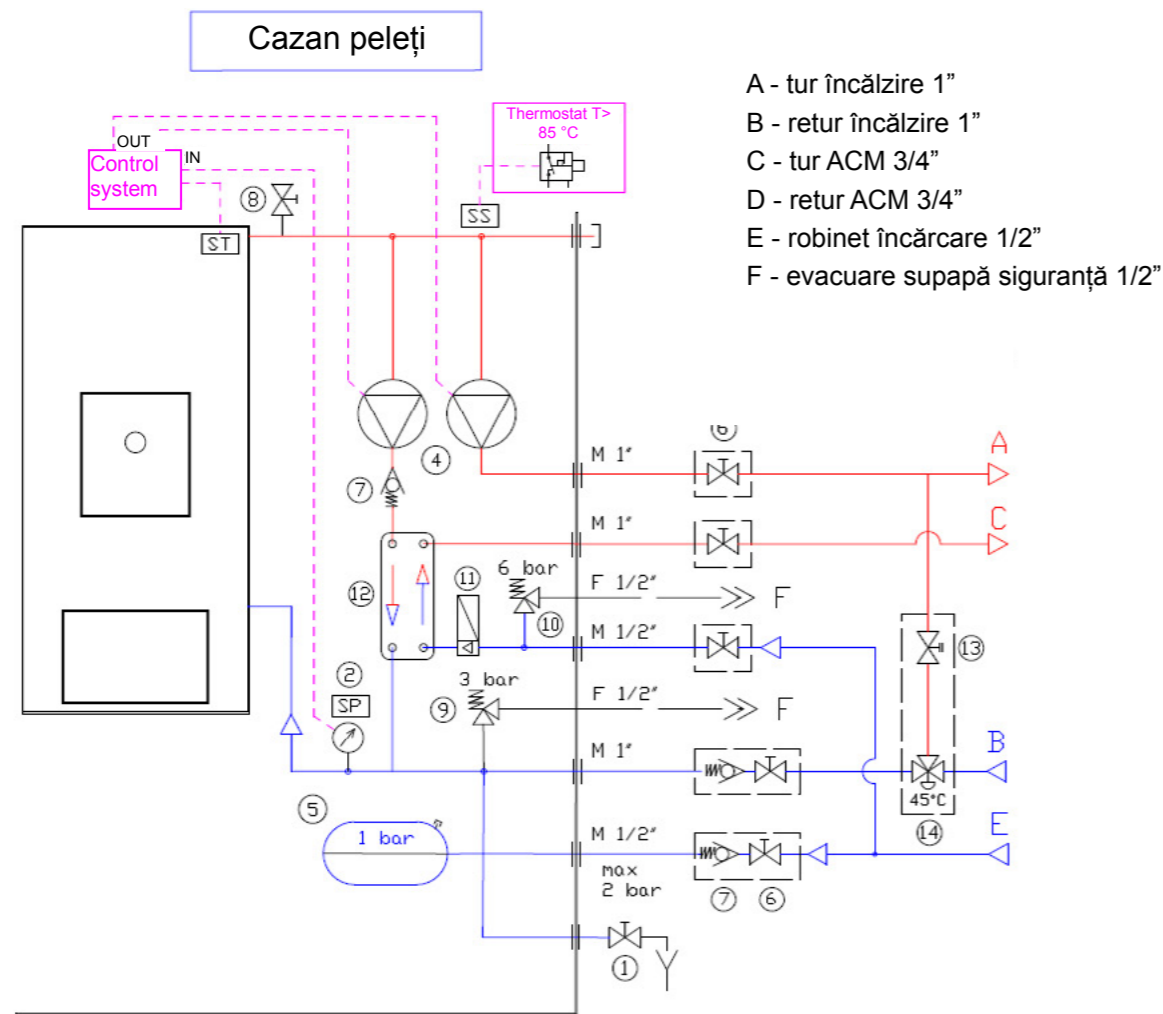 Cazan peleți
A - tur încălzire 1”
B - retur încălzire 1”
C - tur ACM 3/4”
D - retur ACM 3/4”
E - robinet încărcare 1/2”
F - evacuare supapă siguranță 1/2”
Thermostat T>
85 °C
OUT
IN
Control
system
8
SS
ST
4
7
6
M 1"
A
M 1"
C
12
11
6 bar
10
F 1/2"
F
M 1/2"
13
2
SP
3 bar
9
F 1/2"
F
M 1"
B
45°C
14
5
1 bar
M 1/2"
E
max
2 bar
7
6
1